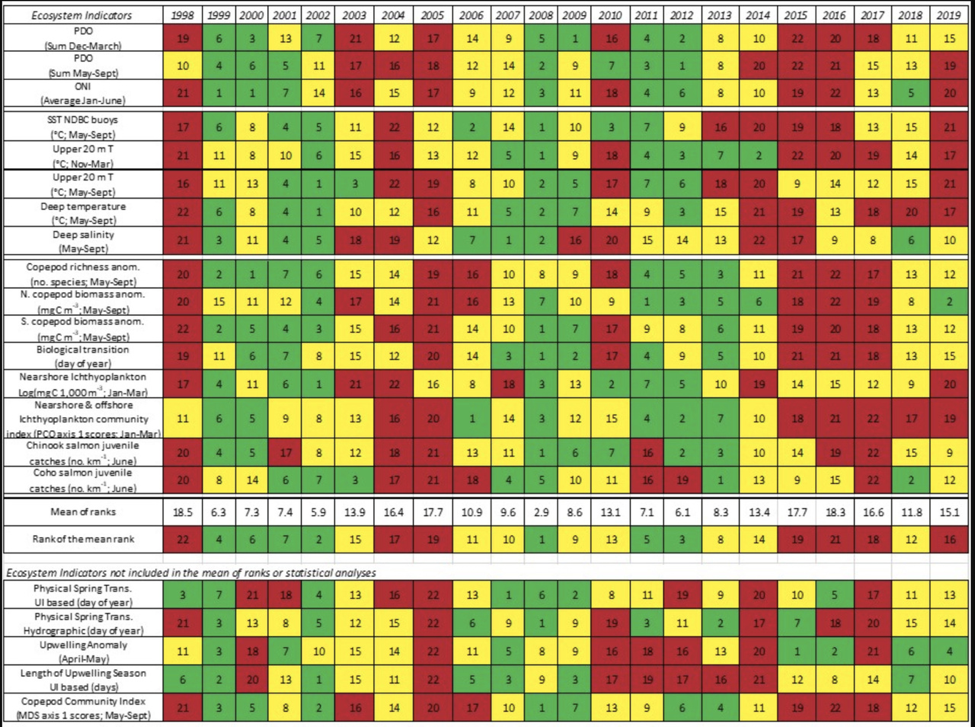 Ecosystem Indicators 1998 1999 2000 2001 2002 2003 2004 2005 2006 2007 2008 2009 2010 2011 2012 2013 2014 2015 2016 2017 2018 2019
PDO
(Sum Dec-March) 19 6 3 13 7 21 12 17 14 9 5 1 16 4 2 8 10 22 20 18 11 15
PDO
(Sum May-Sept) 10 4 6 5 11 17 16 18 12 14 2 9 7 3 1 8 20 22 21 15 13 19
ONI
(Average Jan-June) 21 1 1 7 14 16 15 17 9 12 3 11 18 4 6 8 10 19 22 13 5 20
SST NDBC buoys
(°C; May-Sept) 17 6 8 4 5 11 22 12 2 14 1 10 3 7 9 16 20 19 18 13 15 21
Upper 20 m T
(°C; Nov-Mar) 21 11 8 10 6 15 16 13 12 5 1 9 18 4 3 7 2 22 20 19 14 17
Upper 20 m T
(°C; May-Sept) 16 11 13 4 1 3 22 19 8 10 2 5 17 7 6 18 20 9 14 12 15 21
Deep temperature
(°C; May-Sept) 22 6 8 4 1 10 12 16 11 5 2 7 14 9 3 15 21 19 13 18 20 17
Deep salinity
(May-Sept) 21 3 11 4 5 18 19 12 7 1 2 16 20 15 14 13 22 17 9 8 6 10
Copepod richness anom.
(no. species; May-Sept) 20 2 1 7 6 15 14 19 16 10 8 9 18 4 5 3 11 21 22 17 13 12
N. copepod biomass anom.
(mg C m⁻³; May-Sept) 20 15 11 12 4 17 14 21 16 13 7 10 9 1 3 5 6 18 22 19 8 2
S. copepod biomass anom.
(mg C m⁻³; May-Sept) 22 2 5 4 3 15 16 21 14 10 1 7 17 9 8 6 11 19 20 18 13 12
Biological transition
(day of year) 19 11 6 7 8 15 12 20 14 3 1 2 17 4 9 5 10 21 21 18 13 15
Nearshore Ichthyoplankton
Log(mg C 1,000 m⁻³; Jan-Mar) 17 4 11 6 1 21 22 16 8 18 3 13 2 7 5 10 19 14 15 12 9 20
Nearshore & offshore
Ichthyoplankton community
index (PCO axis 1 scores; Jan-Mar) 11 6 5 9 8 13 16 20 1 14 3 12 15 4 2 7 10 18 21 22 17 19
Chinook salmon juvenile
catches (no. km⁻¹; June) 20 4 5 17 8 12 18 21 13 11 1 6 7 16 2 3 10 14 19 22 15 9
Coho salmon juvenile
catches (no. km⁻¹; June) 20 8 14 6 7 3 17 21 18 4 5 10 11 16 19 1 13 9 15 22 2 12
Mean of ranks 18.5 6.3 7.3 7.4 5.9 13.9 16.4 17.7 10.9 9.6 2.9 8.6 13.1 7.1 6.1 8.3 13.4 17.7 18.3 16.6 11.8 15.1
Rank of the mean rank 22 4 6 7 2 15 17 19 11 10 1 9 13 5 3 8 14 19 21 18 12 16
Ecosystem Indicators not included in the mean of ranks or statistical analyses
Physical Spring Trans.
UI based (day of year) 3 7 21 18 4 13 16 22 13 1 6 2 8 11 19 9 20 10 5 17 11 13
Physical Spring Trans.
Hydrographic (day of year) 21 3 13 8 5 12 15 22 6 9 1 9 19 3 11 2 17 7 18 20 15 14
Upwelling Anomaly
(April-May) 11 3 18 7 10 15 14 22 11 5 8 9 16 18 16 13 20 1 2 21 6 4
Length of Upwelling Season
UI based (days) 6 2 20 13 1 15 11 22 5 3 9 3 17 19 17 16 21 12 8 14 7 10
Copepod Community Index
(MDS axis 1 scores; May-Sept) 21 3 5 8 2 16 14 20 17 10 1 7 13 9 6 4 11 19 22 18 12 15